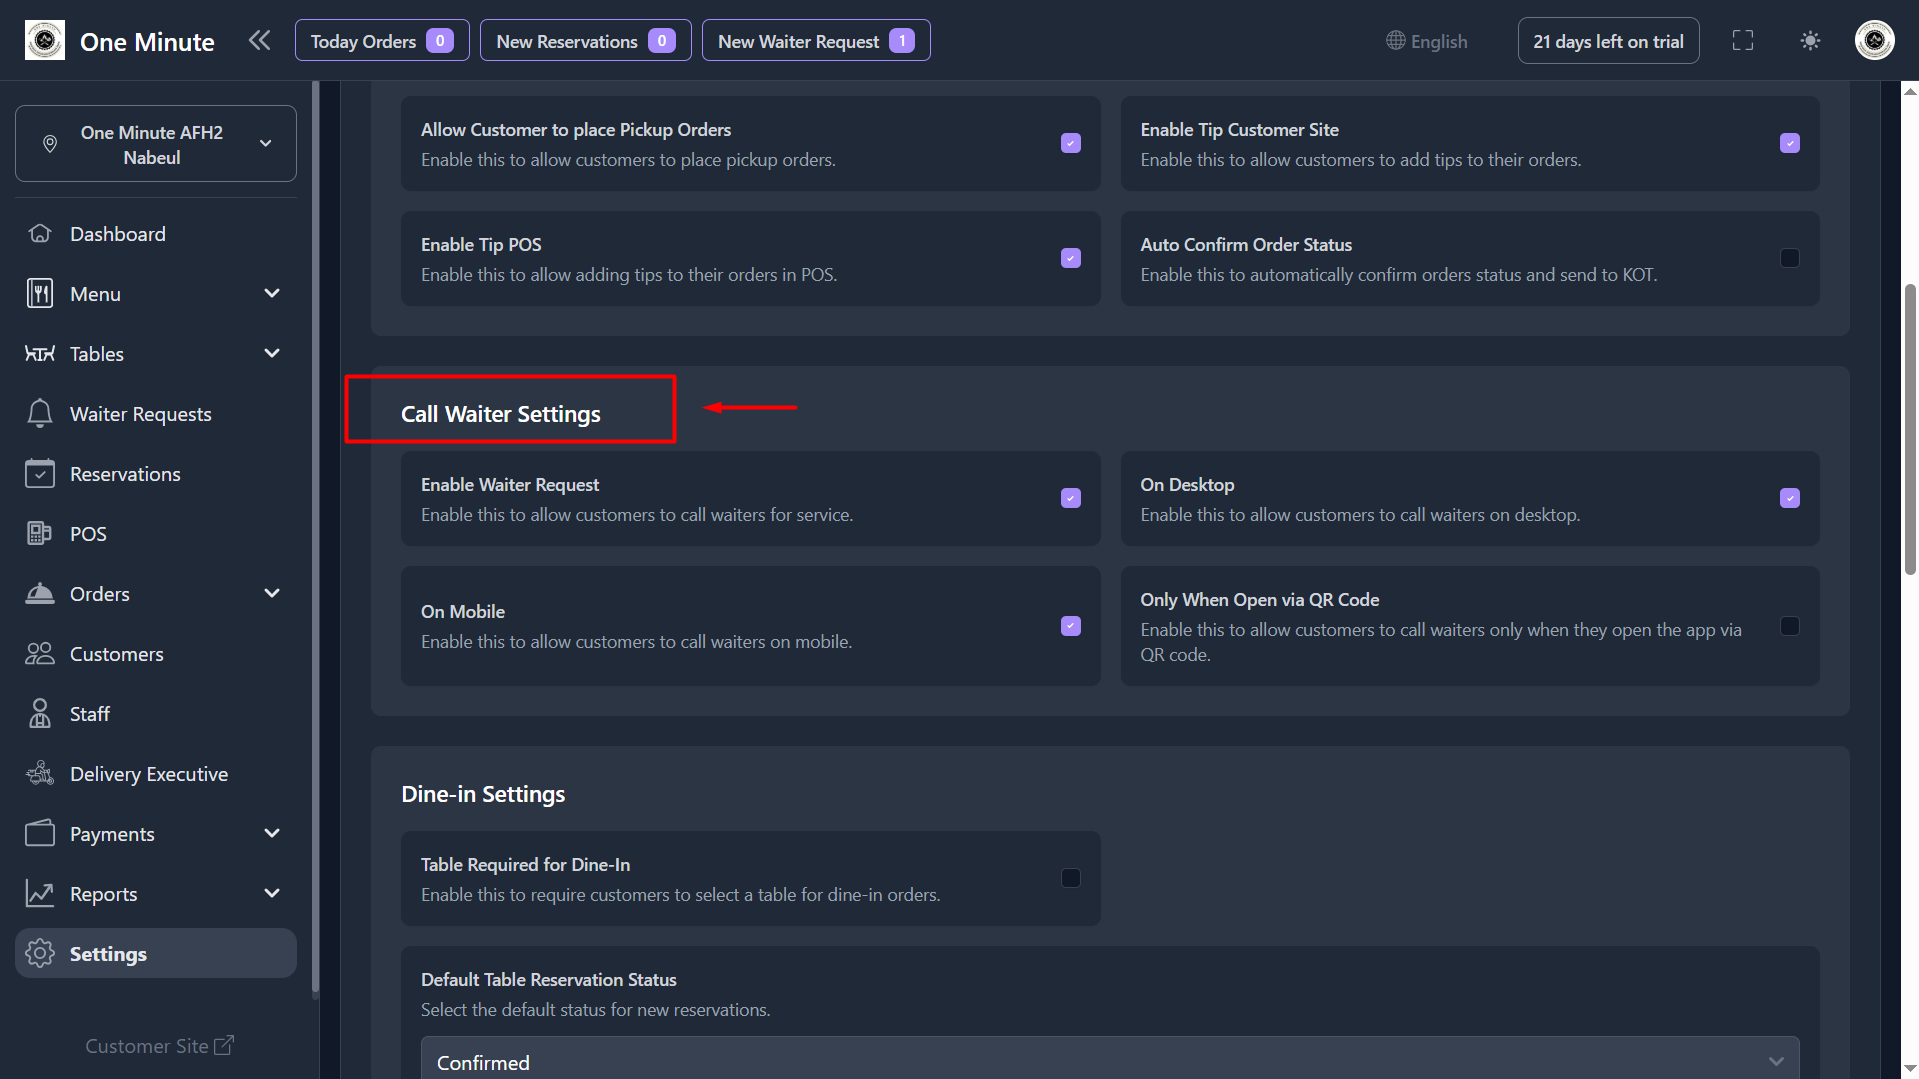 One Minute
Today Orders 0
New Reservations 0
New Waiter Request 1
English
21 days left on trial
One Minute AFH2
Nabeul
Dashboard
Menu
Tables
Waiter Requests
Reservations
POS
Orders
Customers
Staff
Delivery Executive
Payments
Reports
Settings
Customer Site
Allow Customer to place Pickup Orders
Enable this to allow customers to place pickup orders.
Enable Tip Customer Site
Enable this to allow customers to add tips to their orders.
Enable Tip POS
Enable this to allow adding tips to their orders in POS.
Auto Confirm Order Status
Enable this to automatically confirm orders status and send to KOT.
Call Waiter Settings
Enable Waiter Request
Enable this to allow customers to call waiters for service.
On Desktop
Enable this to allow customers to call waiters on desktop.
On Mobile
Enable this to allow customers to call waiters on mobile.
Only When Open via QR Code
Enable this to allow customers to call waiters only when they open the app via
QR code.
Dine-in Settings
Table Required for Dine-In
Enable this to require customers to select a table for dine-in orders.
Default Table Reservation Status
Select the default status for new reservations.
Confirmed